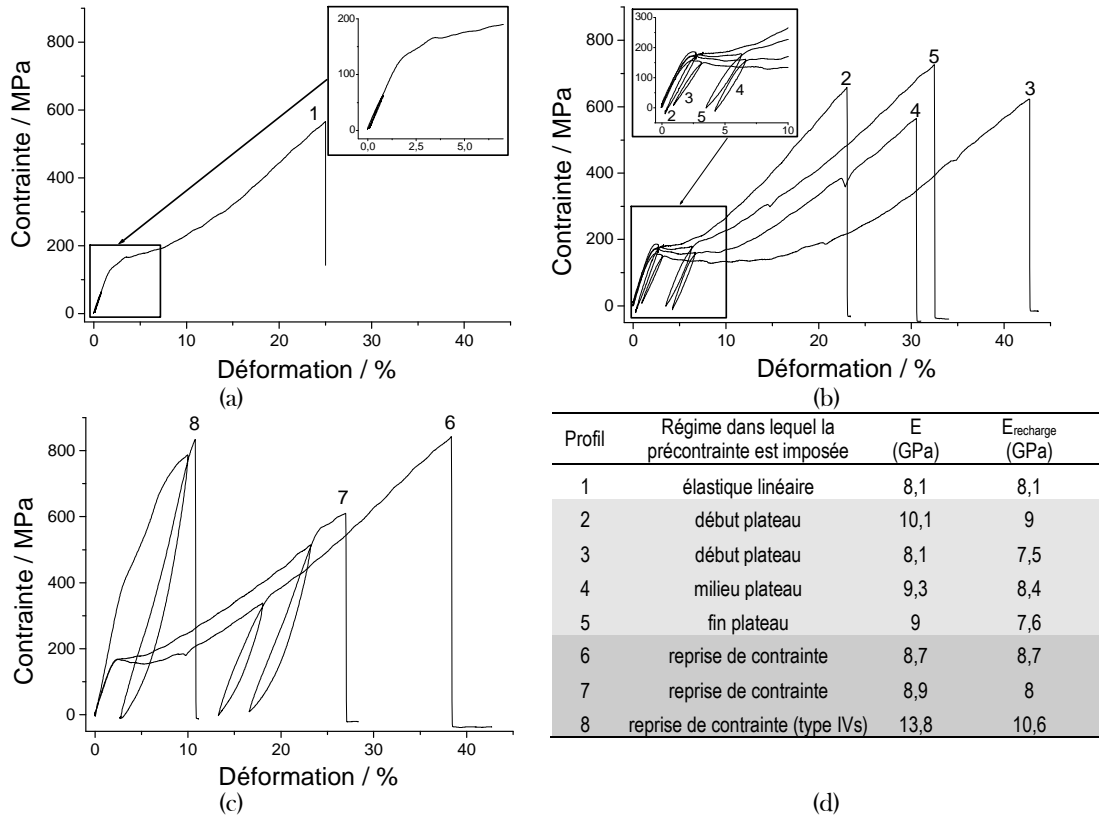 (a)
Contrainte / MPa
800
600
400
200
0
0
10
20
30
40
Déformation / %
1
200
100
0
0,0
2,5
5,0
(b)
Contrainte / MPa
800
600
400
200
0
0
10
20
30
40
Déformation / %
2
5
4
3
300
250
200
150
100
50
0
0
5
10
2
3
5
4
(a)
(b)
Contrainte / MPa
800
600
400
200
0
0
10
20
30
40
Déformation / %
8
7
6
(c)
Profil Régime dans lequel la précontrainte est imposée E (GPa) Erecharge (GPa)
1 élastique linéaire 8,1 8,1
2 début plateau 10,1 9
3 début plateau 8,1 7,5
4 milieu plateau 9,3 8,4
5 fin plateau 9 7,6
6 reprise de contrainte 8,7 8,7
7 reprise de contrainte 8,9 8
8 reprise de contrainte (type IVs) 13,8 10,6
(c)
(d)